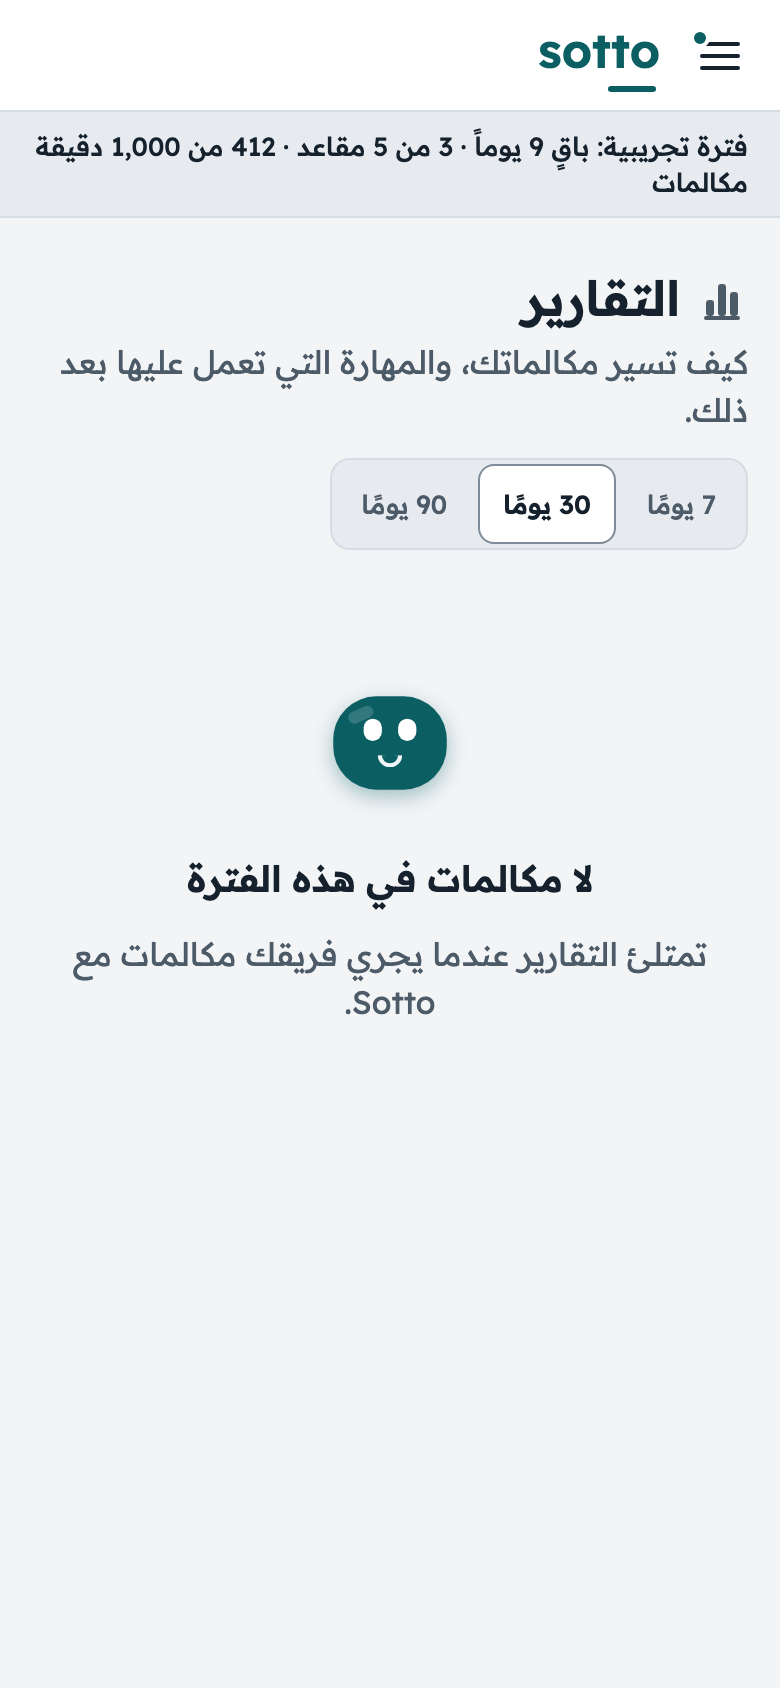 sotto
فترة تجريبية: باقٍ 9 يوماً · 3 من 5 مقاعد · 412 من 1,000 دقيقة
مكالمات
التقارير
كيف تسير مكالماتك، والمهارة التي تعمل عليها بعد
ذلك.
7 يومًا
30 يومًا
90 يومًا
لا مكالمات في هذه الفترة
تمتلئ التقارير عندما يجري فريقك مكالمات مع
Sotto.